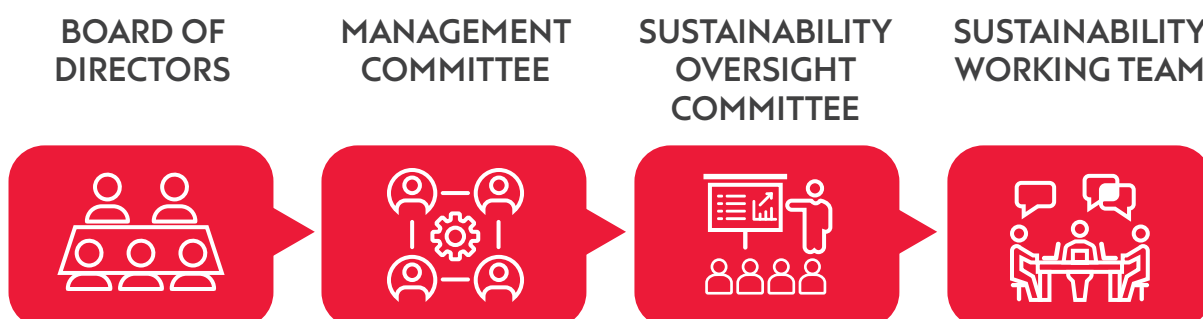 BOARD OF
DIRECTORS
MANAGEMENT
COMMITTEE
SUSTAINABILITY
OVERSIGHT
COMMITTEE
SUSTAINABILITY
WORKING TEAM